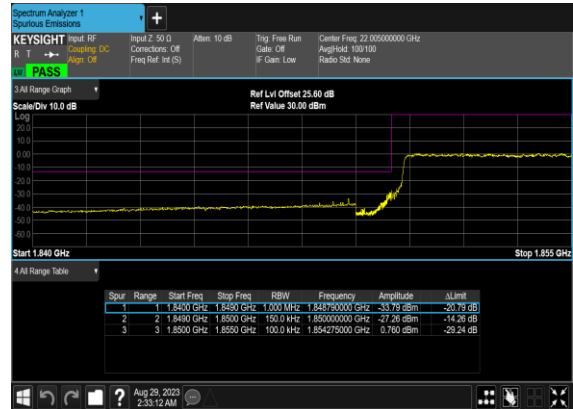 Spectrum Analyzer 1
Spurious Emissions
KEYSIGHT Input: RF Input Z: 50 Ω Atten: 10 dB Trig: Free Run Center Freq: 22.005000000 GHz
R T Coupling: DC Corrections: Off Gate: Off Avg|Hold: 100/100
Align: Off Freq Ref: Int (S) IF Gain: Low Radio Std: None
LW PASS
3 All Range Graph
Ref Lvl Offset 25.60 dB
Scale/Div 10.0 dB Ref Value 30.00 dBm
Log
20.0
10.0
0.00
-10.0
-20.0
-30.0
-40.0
-50.0
-60.0
Start 1.840 GHz Stop 1.855 GHz
4 All Range Table
Spur Range Start Freq Stop Freq RBW Frequency Amplitude ΔLimit
1 1 1.8400 GHz 1.8490 GHz 1.000 MHz 1.848790000 GHz -33.79 dBm -20.79 dB
2 2 1.8490 GHz 1.8500 GHz 150.0 kHz 1.850000000 GHz -27.26 dBm -14.26 dB
3 3 1.8500 GHz 1.8550 GHz 100.0 kHz 1.854275000 GHz 0.760 dBm -29.24 dB
? Aug 29, 2023
2:33:12 AM